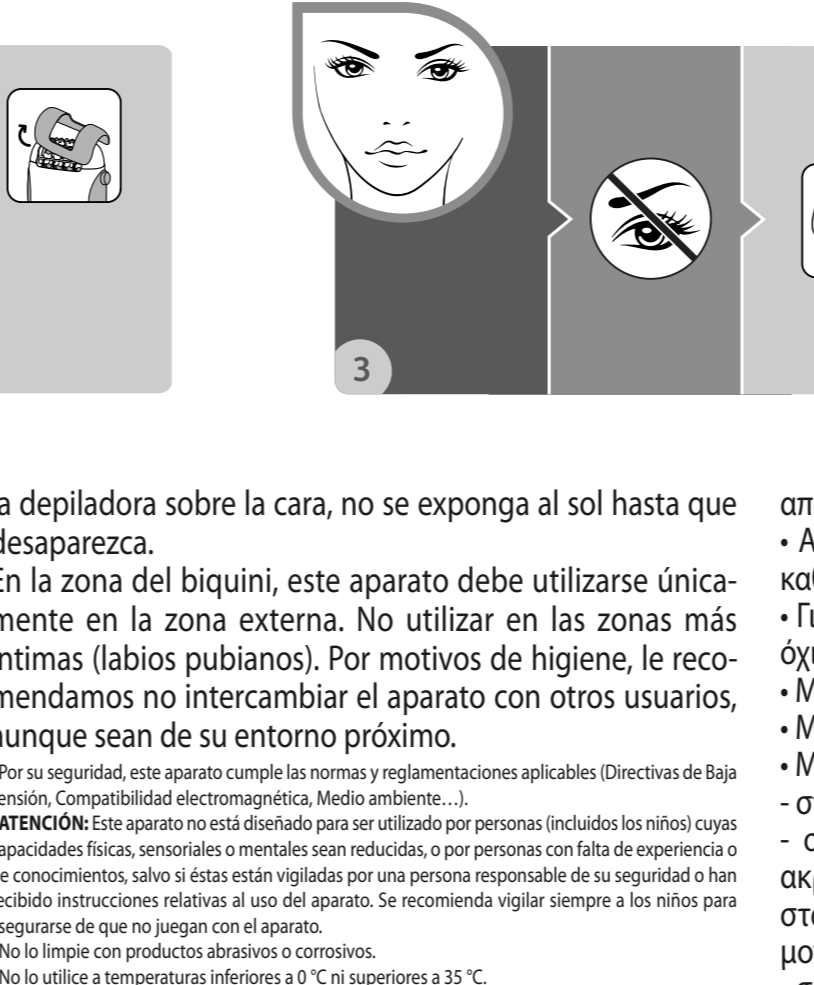 3
depiladora sobre la cara, no se exponga al sol hasta que
desaparezca.
En la zona del biquini, este aparato debe utilizarse única-
mente en la zona externa. No utilizar en las zonas más
íntimas (labios pubianos). Por motivos de higiene, le reco-
mendamos no intercambiar el aparato con otros usuarios,
aunque sean de su entorno próximo.
Por su seguridad, este aparato cumple las normas y reglamentaciones aplicables (Directivas de Baja
ensión, Compatibilidad electromagnética, Medio ambiente…).
ATENCIÓN: Este aparato no está diseñado para ser utilizado por personas (incluidos los niños) cuyas
apacidades físicas, sensoriales o mentales sean reducidas, o por personas con falta de experiencia o
e conocimientos, salvo si éstas están vigiladas por una persona responsable de su seguridad o han
ecibido instrucciones relativas al uso del aparato. Se recomienda vigilar siempre a los niños para
segurarse de que no juegan con el aparato.
No lo limpie con productos abrasivos o corrosivos.
No lo utilice a temperaturas inferiores a 0 °C ni superiores a 35 °C.
απ
• Α
κα
• Γι
όχι
• Μ
• Μ
• Μ
- στ
ακ
στ
μο